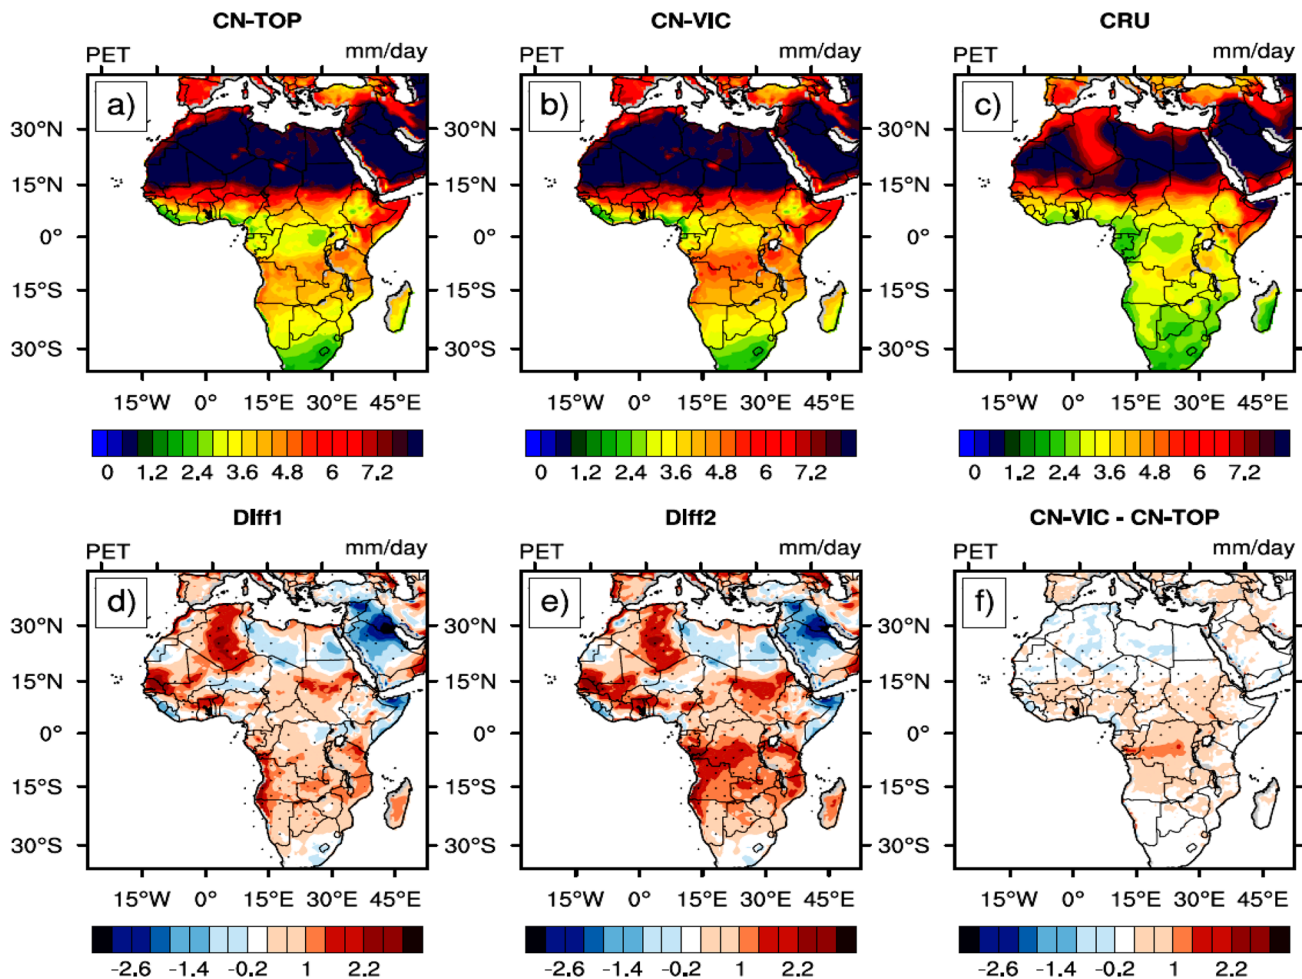 CN-TOP CN-VIC CRU
PET mm/day PET mm/day PET mm/day
a) b) c)
30°N 30°N 30°N
15°N 15°N 15°N
0° 0° 0°
15°S 15°S 15°S
30°S 30°S 30°S
15°W 0° 15°E 30°E 45°E 15°W 0° 15°E 30°E 45°E 15°W 0° 15°E 30°E 45°E
0 1.2 2.4 3.6 4.8 6 7.2 0 1.2 2.4 3.6 4.8 6 7.2 0 1.2 2.4 3.6 4.8 6 7.2
Diff1 Diff2 CN-VIC - CN-TOP
PET mm/day PET mm/day PET mm/day
d) e) f)
30°N 30°N 30°N
15°N 15°N 15°N
0° 0° 0°
15°S 15°S 15°S
30°S 30°S 30°S
15°W 0° 15°E 30°E 45°E 15°W 0° 15°E 30°E 45°E 15°W 0° 15°E 30°E 45°E
-2.6 -1.4 -0.2 1 2.2 -2.6 -1.4 -0.2 1 2.2 -2.6 -1.4 -0.2 1 2.2